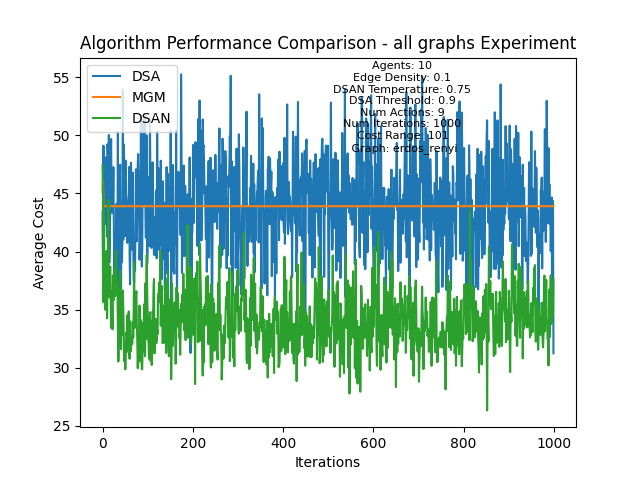 Algorithm Performance Comparison - all graphs Experiment
DSA
MGM
DSAN
Agents: 10
Edge Density: 0.1
DSAN Temperature: 0.75
DSA Threshold: 0.9
Num Actions: 9
Num Iterations: 1000
Cost Range: 101
Graph: erdos_renyi
Average Cost
55
50
45
40
35
30
25
0
200
400
600
800
1000
Iterations